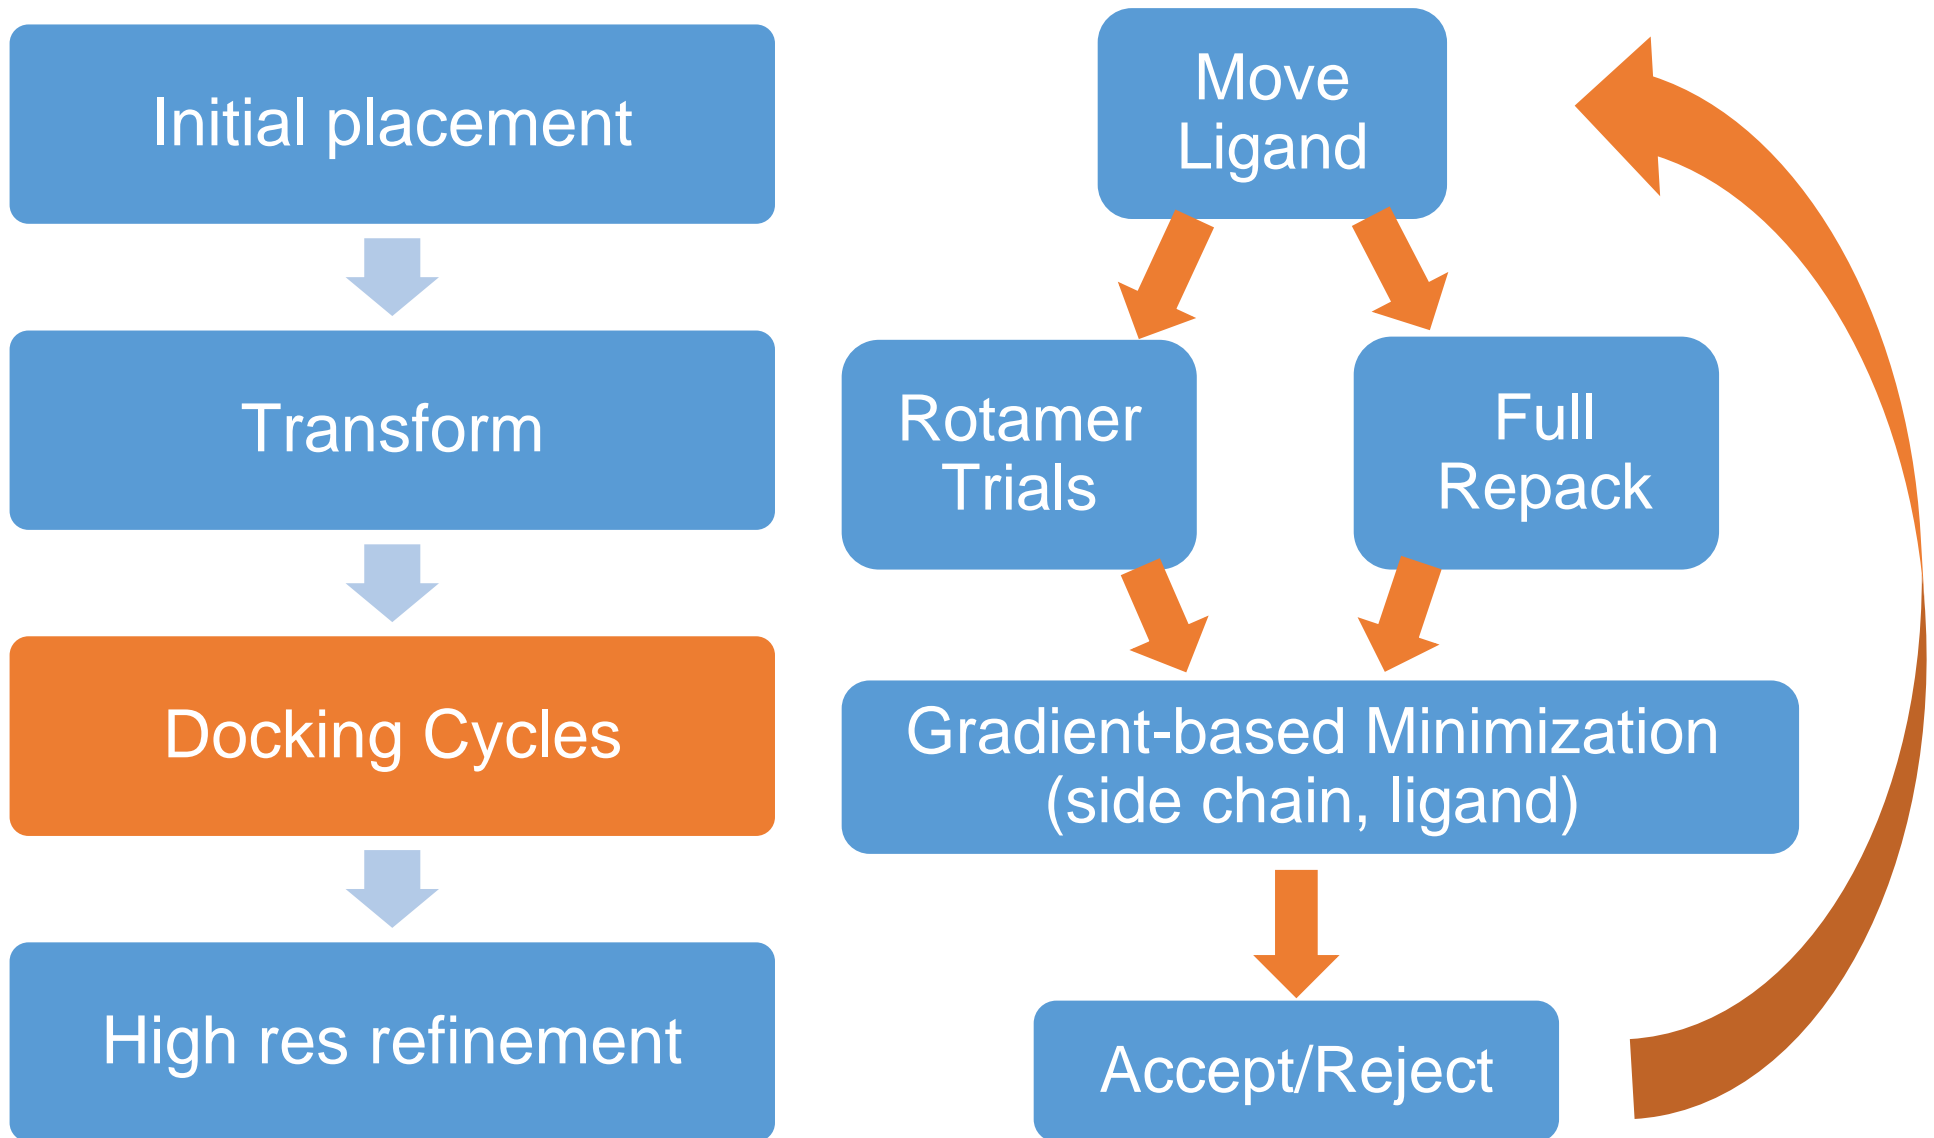 Initial placement
Transform
Docking Cycles
High res refinement
Move
Ligand
Rotamer
Trials
Full
Repack
Gradient-based Minimization
(side chain, ligand)
Accept/Reject